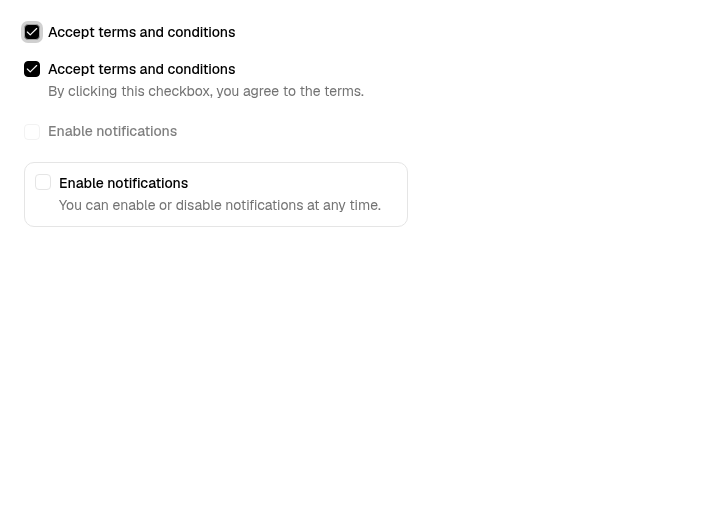 Accept terms and conditions
Accept terms and conditions
By clicking this checkbox, you agree to the terms.
Enable notifications
Enable notifications
You can enable or disable notifications at any time.